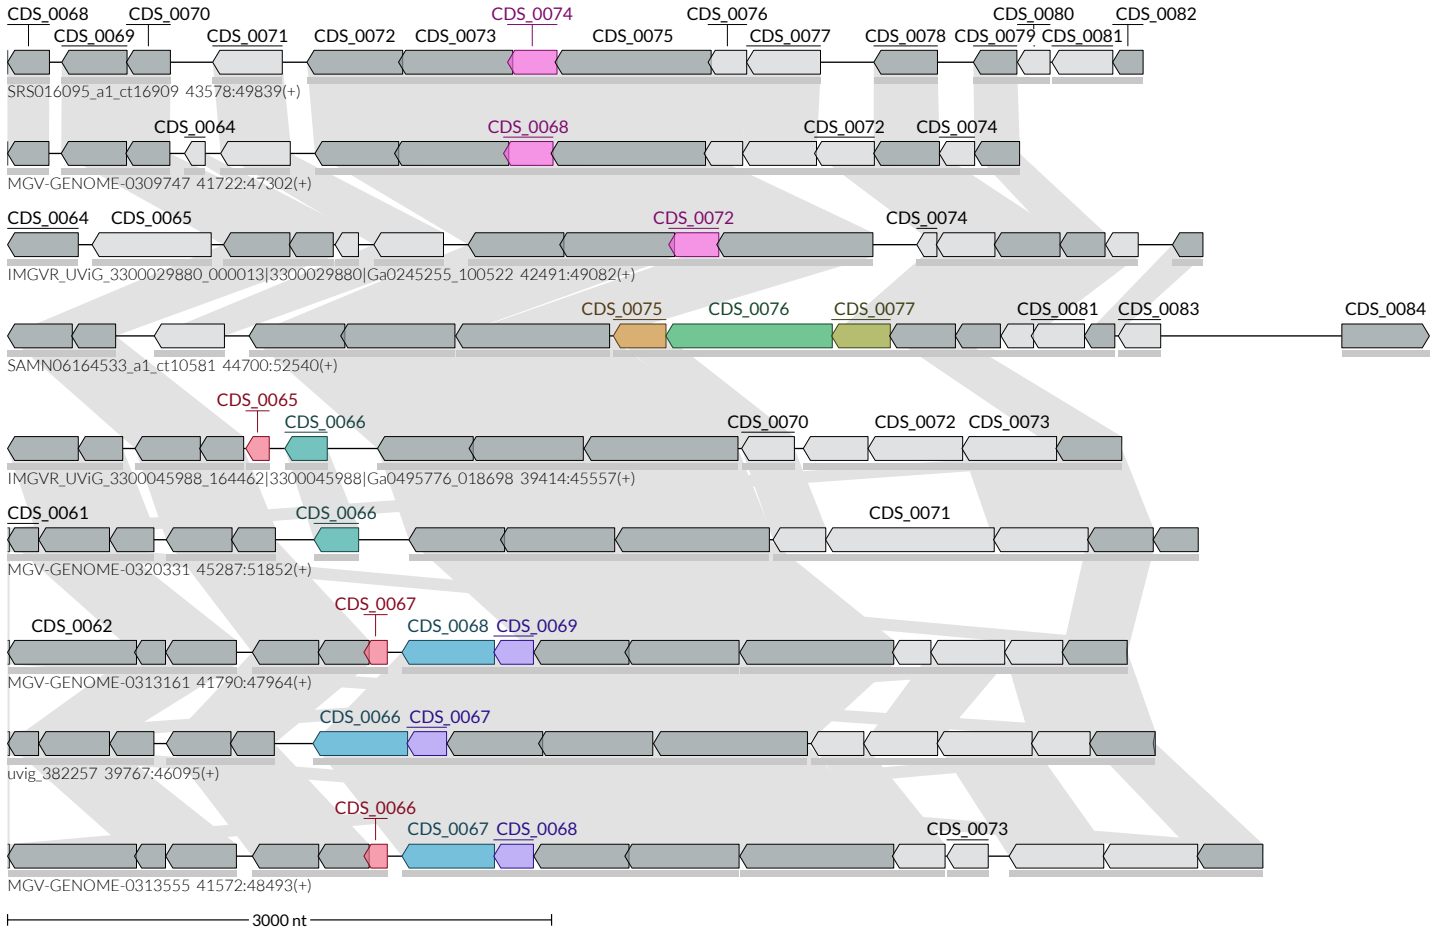 CDS_0068 CDS_0070 CDS_0074 CDS_0076 CDS_0080 CDS_0082
CDS_0069 CDS_0071 CDS_0072 CDS_0073 CDS_0075 CDS_0077 CDS_0078 CDS_0079 CDS_0081
SRS016095_a1_ct16909 43578:49839(+)
CDS_0064 CDS_0068 CDS_0072 CDS_0074
MGV-GENOME-0309747 41722:47302(+)
CDS_0064 CDS_0065 CDS_0072 CDS_0074
IMGVR_UViG_3300029880_000013|3300029880|Ga0245255_100522 42491:49082(+)
CDS_0075 CDS_0076 CDS_0077 CDS_0081 CDS_0083 CDS_0084
SAMN06164533_a1_ct10581 44700:52540(+)
CDS_0065
CDS_0066 CDS_0070 CDS_0072 CDS_0073
IMGVR_UViG_3300045988_164462|3300045988|Ga0495776_018698 39414:45557(+)
CDS_0061 CDS_0066 CDS_0071
MGV-GENOME-0320331 45287:51852(+)
CDS_0067
CDS_0062 CDS_0068 CDS_0069
MGV-GENOME-0313161 41790:47964(+)
CDS_0066 CDS_0067
uvig_382257 39767:46095(+)
CDS_0066
CDS_0067 CDS_0068 CDS_0073
MGV-GENOME-0313555 41572:48493(+)
3000 nt